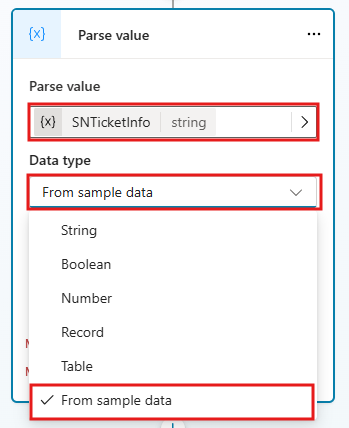 {x} Parse value ...
Parse value
{x} SNTicketInfo string
Data type
From sample data
String
Boolean
Number
Record
Table
From sample data